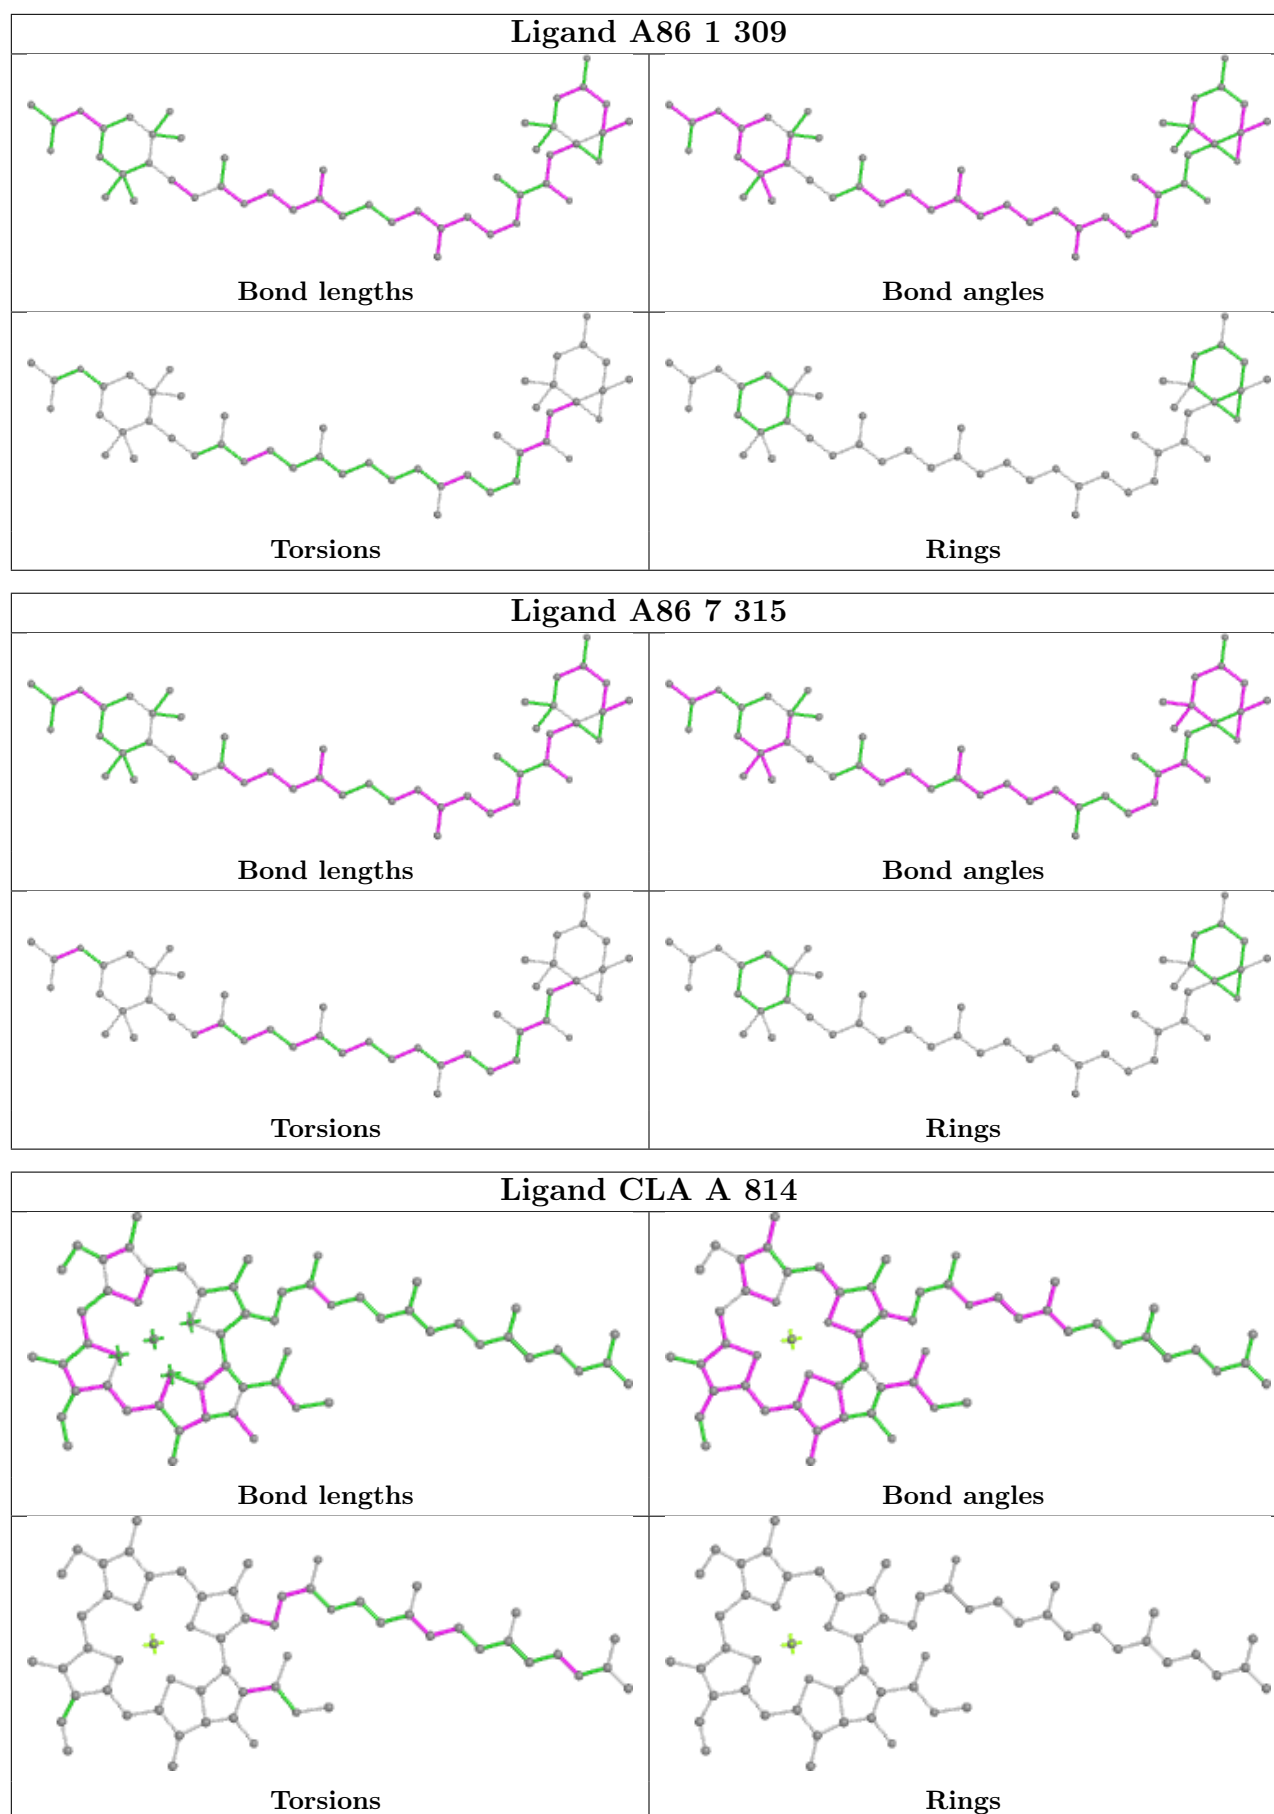 Ligand A86 1 309
Bond lengths
Bond angles
Torsions
Rings
Ligand A86 7 315
Bond lengths
Bond angles
Torsions
Rings
Ligand CLA A 814
Bond lengths
Bond angles
Torsions
Rings